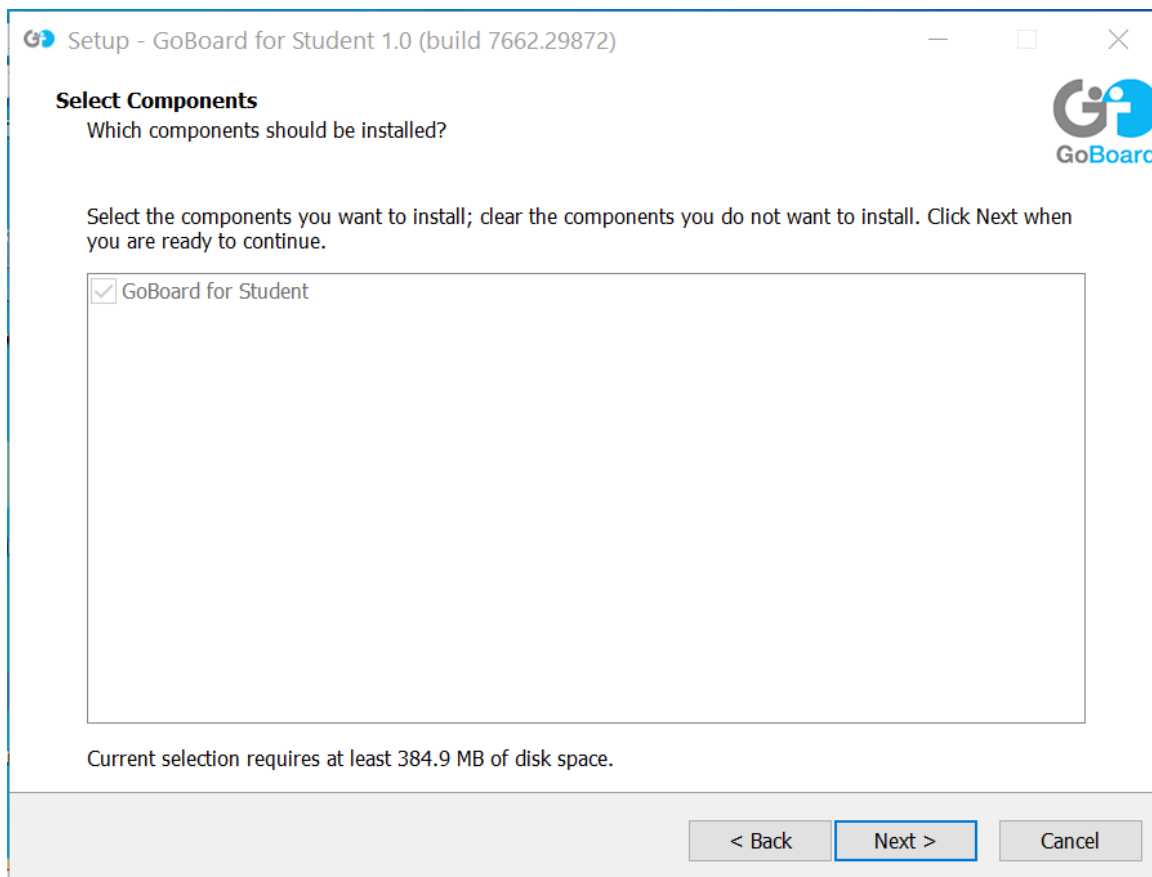 Setup - GoBoard for Student 1.0 (build 7662.29872)
Select Components
Which components should be installed?
GoBoard
Select the components you want to install; clear the components you do not want to install. Click Next when
you are ready to continue.
GoBoard for Student
Current selection requires at least 384.9 MB of disk space.
< Back Next > Cancel